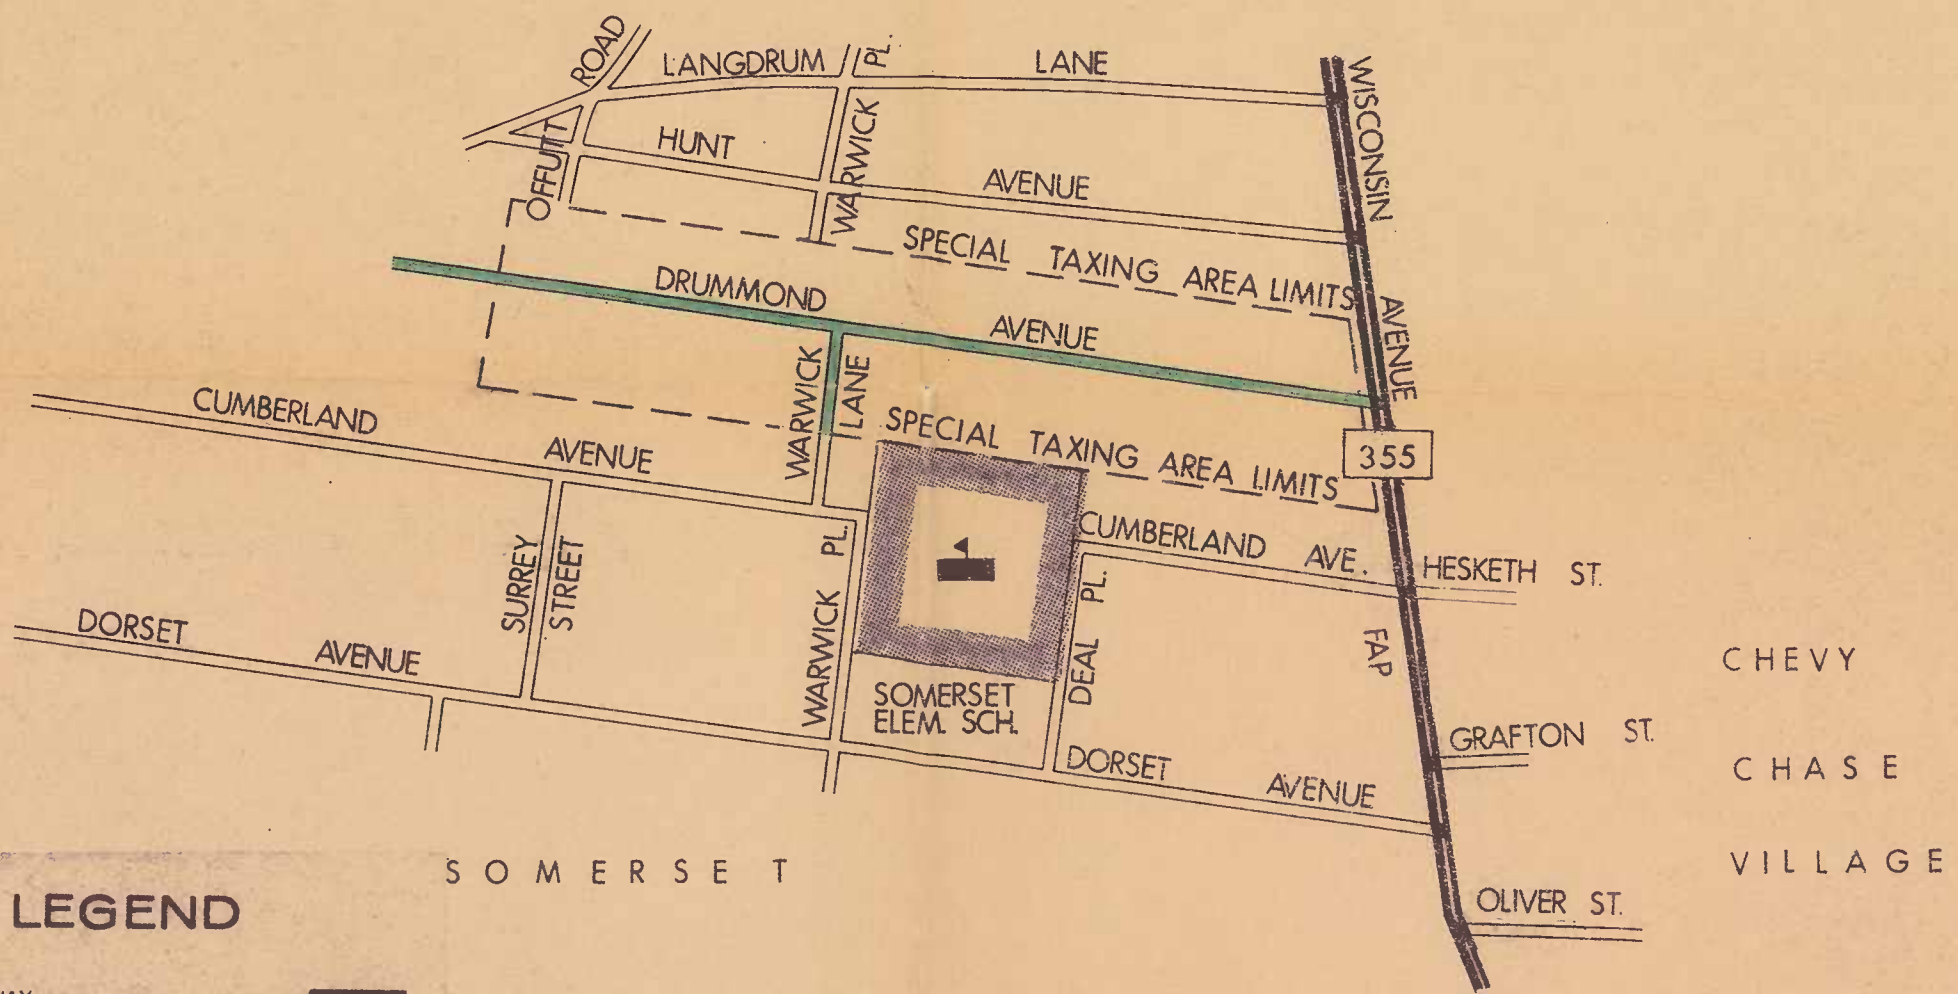 ROAD
LANGDRUM
PL.
LANE
WISCONSIN
OFFUTT
HUNT
WARWICK
AVENUE
SPECIAL TAXING AREA LIMITS
DRUMMOND
AVENUE
AVENUE
WARWICK
LANE
CUMBERLAND
AVENUE
SPECIAL TAXING AREA LIMITS
355
SURREY
STREET
WARWICK PL.
CUMBERLAND AVE.
HESKETH ST.
DORSET
AVENUE
DEAL PL.
FAP
SOMERSET
ELEM. SCH.
CHEVY
CHASE
VILLAGE
GRAFTON ST.
DORSET
AVENUE
SOMERSET
OLIVER ST.
LEGEND